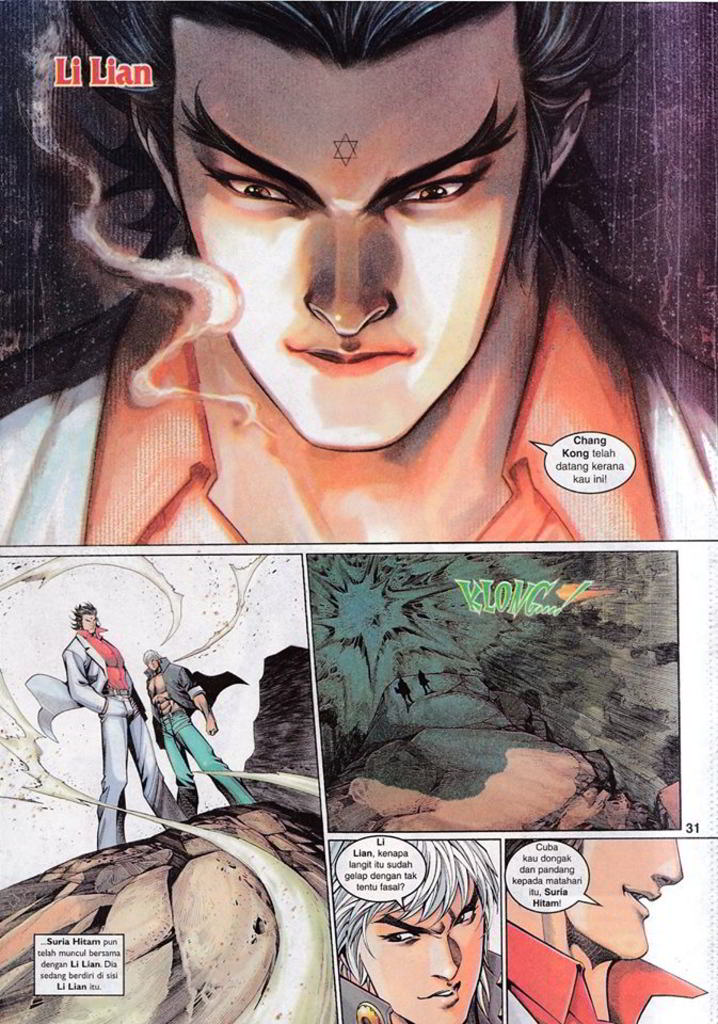 Li Lian
Chang
Kong telah
datang kerana
kau ini!
KLONG...!
31
...Suria Hitam pun
telah muncul bersama
dengan Li Lian. Dia
sedang berdiri di sisi
Li Lian itu.
Li
Lian, kenapa
langit itu sudah
gelap dengan tak
tentu fasal?
Cuba
kau dongak
dan pandang
kepada matahari
itu, Suria
Hitam!